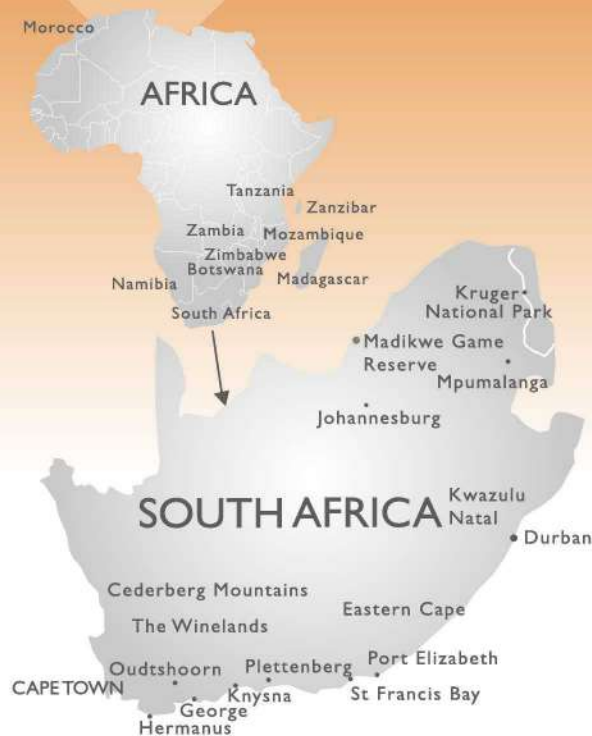 Morocco
AFRICA
Tanzania
Zanzibar
Zambia
Mozambique
Zimbabwe
Botswana
Namibia
Madagascar
South Africa
Kruger
National Park
Madikwe Game
Reserve
Mpumalanga
Johannesburg
SOUTH AFRICA
Kwazulu
Natal
Durban
Cederberg Mountains
Eastern Cape
The Winelands
Oudtshoorn
Plettenberg
Port Elizabeth
CAPE TOWN
Knysna
St Francis Bay
George
Hermanus